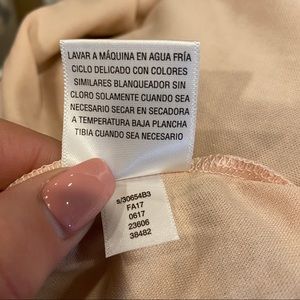 LAVAR A MÁQUINA EN AGUA FRÍA
CICLO DELICADO CON COLORES
SIMILARES BLANQUEADOR SIN
CLORO SOLAMENTE CUANDO SEA
NECESARIO SECAR EN SECADORA
A TEMPERATURA BAJA PLANCHA
TIBIA CUANDO SEA NECESARIO
s/30654B3
FA17
0617
23606
38482